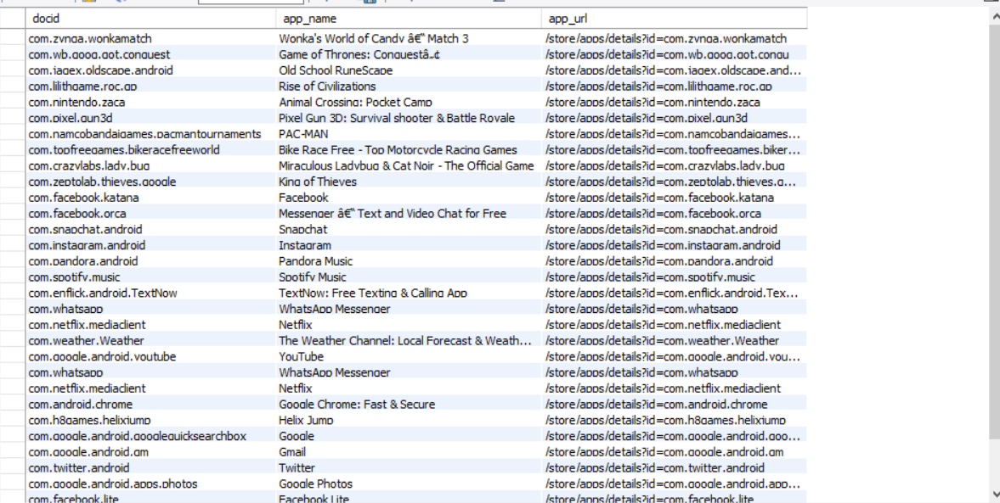 docid app_name app_url
com.zynga.wonkamatch Wonka's World of Candy â€“ Match 3 /store/apps/details?id=com.zynga.wonkamatch
com.wb.goog.got.conquest Game of Thrones: Conquestâ„¢ /store/apps/details?id=com.wb.goog.got.conqu
com.jagex.oldscape.android Old School RuneScape /store/apps/details?id=com.jagex.oldscape.and...
com.lilithgame.roc.gp Rise of Civilizations /store/apps/details?id=com.lilithgame.roc.gp
com.nintendo.zaca Animal Crossing: Pocket Camp /store/apps/details?id=com.nintendo.zaca
com.pixel.gun3d Pixel Gun 3D: Survival shooter & Battle Royale /store/apps/details?id=com.pixel.gun3d
com.namcobandaigames.pacmantournaments PAC-MAN /store/apps/details?id=com.namcobandaigames...
com.topfreegames.bikeracefreeworld Bike Race Free - Top Motorcycle Racing Games /store/apps/details?id=com.topfreegames.biker...
com.crazylabs.lady.bug Miraculous Ladybug & Cat Noir - The Official Game /store/apps/details?id=com.crazylabs.lady.bug
com.zeptolab.thieves.google King of Thieves /store/apps/details?id=com.zeptolab.thieves.g...
com.facebook.katana Facebook /store/apps/details?id=com.facebook.katana
com.facebook.orca Messenger â€“ Text and Video Chat for Free /store/apps/details?id=com.facebook.orca
com.snapchat.android Snapchat /store/apps/details?id=com.snapchat.android
com.instagram.android Instagram /store/apps/details?id=com.instagram.android
com.pandora.android Pandora Music /store/apps/details?id=com.pandora.android
com.spotify.music Spotify Music /store/apps/details?id=com.spotify.music
com.enflick.android.TextNow TextNow: Free Texting & Calling App /store/apps/details?id=com.enflick.android.Tex...
com.whatsapp WhatsApp Messenger /store/apps/details?id=com.whatsapp
com.netflix.mediaclient Netflix /store/apps/details?id=com.netflix.mediaclient
com.weather.Weather The Weather Channel: Local Forecast & Weath... /store/apps/details?id=com.weather.Weather
com.google.android.youtube YouTube /store/apps/details?id=com.google.android.you...
com.whatsapp WhatsApp Messenger /store/apps/details?id=com.whatsapp
com.netflix.mediaclient Netflix /store/apps/details?id=com.netflix.mediaclient
com.android.chrome Google Chrome: Fast & Secure /store/apps/details?id=com.android.chrome
com.h8games.helixjump Helix Jump /store/apps/details?id=com.h8games.helixjump
com.google.android.googlequicksearchbox Google /store/apps/details?id=com.google.android.goo...
com.google.android.gm Gmail /store/apps/details?id=com.google.android.gm
com.twitter.android Twitter /store/apps/details?id=com.twitter.android
com.google.android.apps.photos Google Photos /store/apps/details?id=com.google.android.app...
com.facebook.lite Facebook Lite /store/apps/details?id=com.facebook.lite